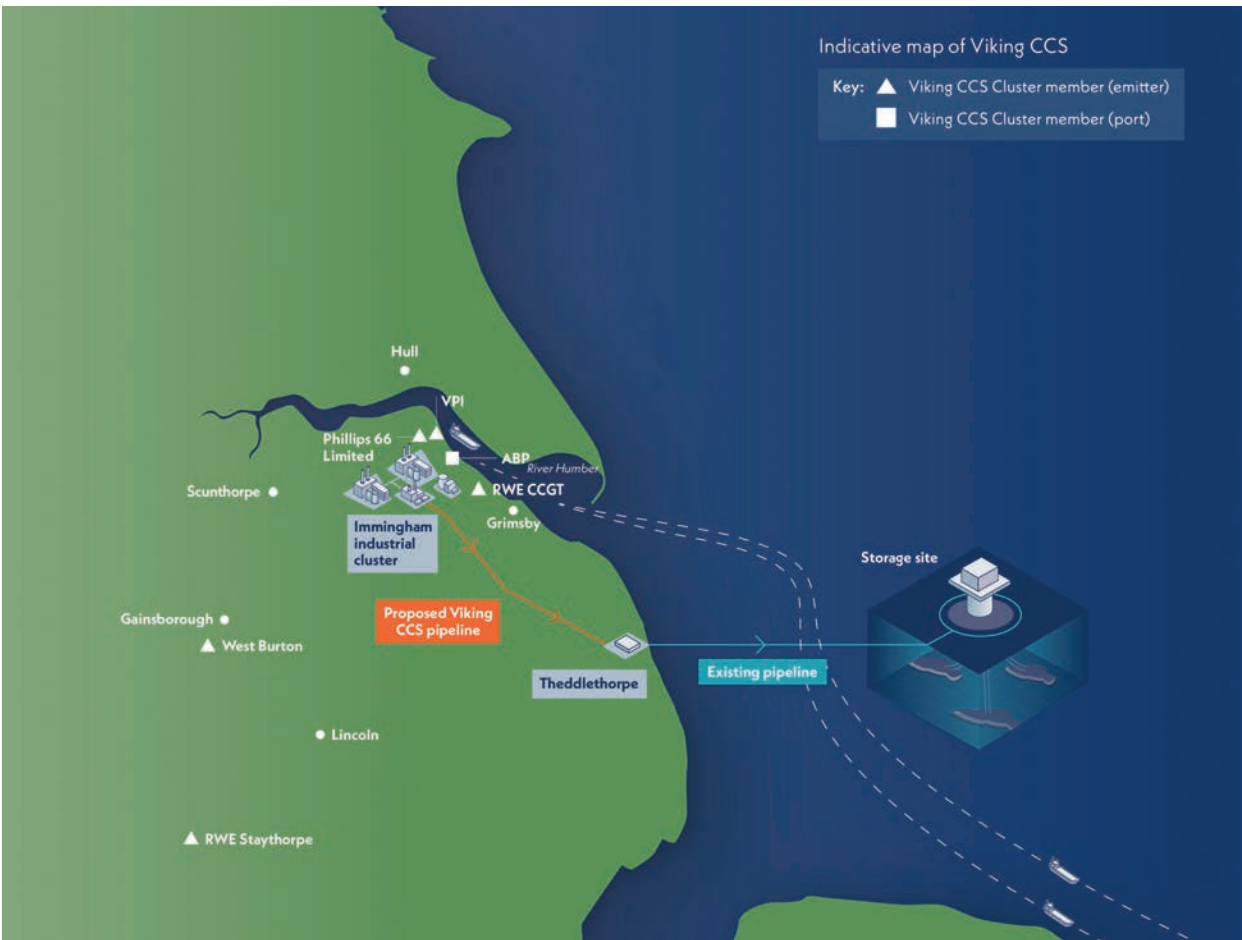 Indicative map of Viking CCS
Key:
Viking CCS Cluster member (emitter)
Viking CCS Cluster member (port)
Hull
VPI
Phillips 66
Limited
ABP
River Humber
Scunthorpe
RWE CCGT
Grimsby
Immingham
industrial
cluster
Storage site
Proposed Viking
CCS pipeline
Gainsborough
West Burton
Existing pipeline
Theddlethorpe
Lincoln
RWE Staythorpe